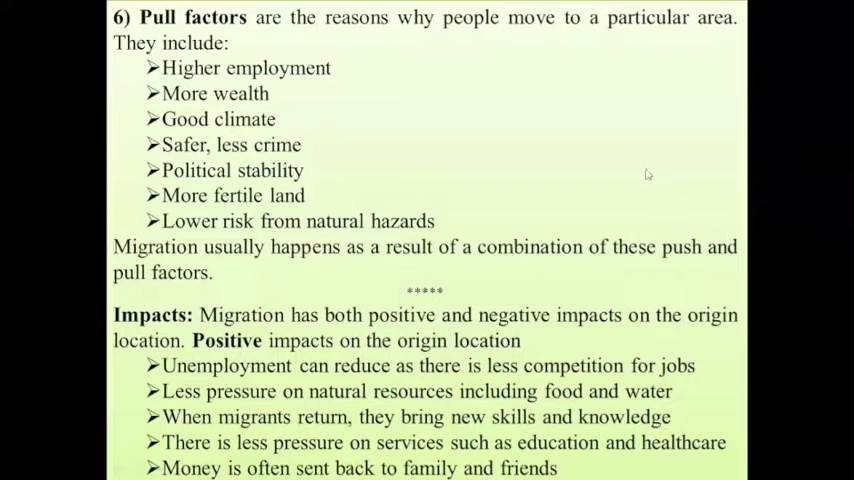 6) Pull factors are the reasons why people move to a particular area.
They include:
➢Higher employment
➢More wealth
➢Good climate
➢Safer, less crime
➢Political stability
➢More fertile land
➢Lower risk from natural hazards
Migration usually happens as a result of a combination of these push and
pull factors.
*****
Impacts: Migration has both positive and negative impacts on the origin
location. Positive impacts on the origin location
➢Unemployment can reduce as there is less competition for jobs
➢Less pressure on natural resources including food and water
➢When migrants return, they bring new skills and knowledge
➢There is less pressure on services such as education and healthcare
➢Money is often sent back to family and friends